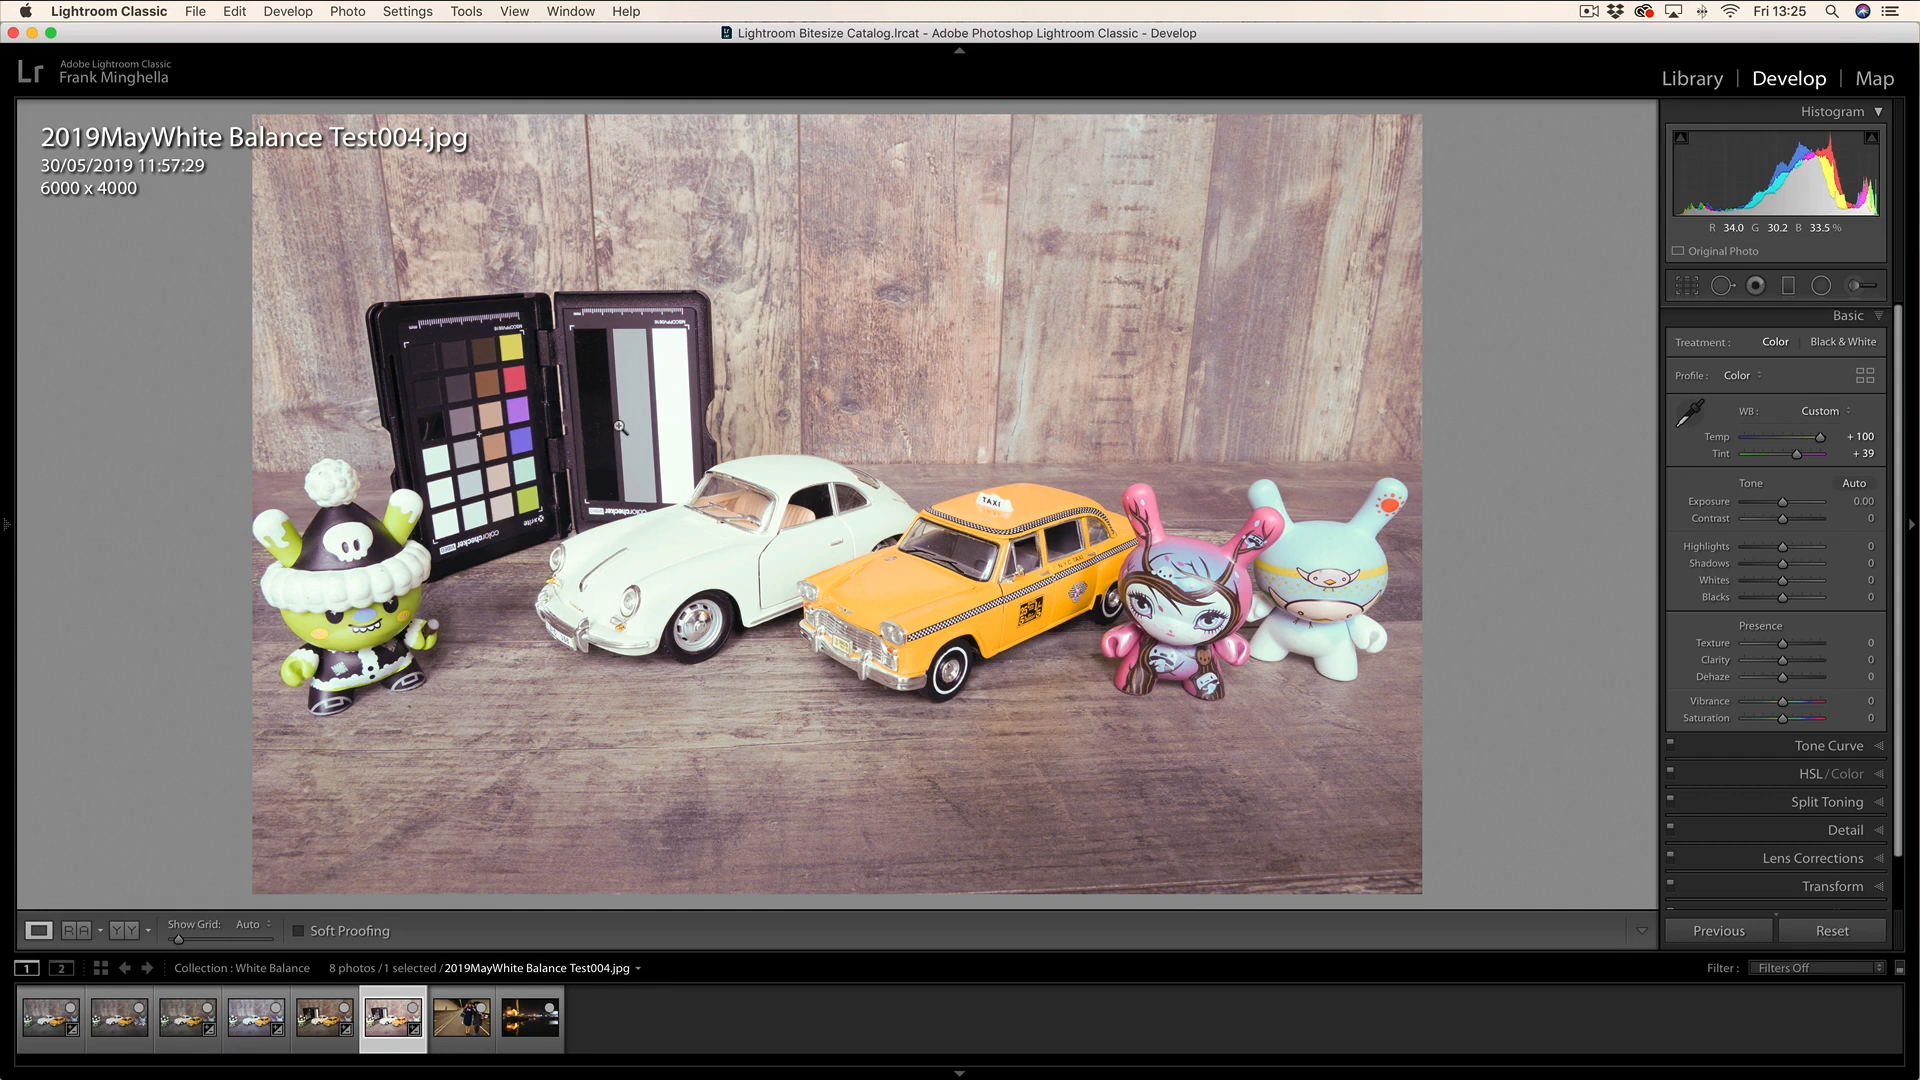 Lightroom Classic File Edit Develop Photo Settings Tools View Window Help Fri 13:25
Lightroom Bitesize Catalog.lrcat - Adobe Photoshop Lightroom Classic - Develop
Lr
Adobe Lightroom Classic
Frank Minghella
Library | Develop | Map
2019MayWhite Balance Test004.jpg
30/05/2019 11:57:29
6000 x 4000
Histogram
R 34.0 G 30.2 B 33.5 %
Original Photo
Basic
Treatment : Color Black & White
Profile : Color
WB : Custom
Temp + 100
Tint + 39
Tone Auto
Exposure 0.00
Contrast 0
Highlights 0
Shadows 0
Whites 0
Blacks 0
Presence
Texture 0
Clarity 0
Dehaze 0
Vibrance 0
Saturation 0
Tone Curve
HSL / Color
Split Toning
Detail
Lens Corrections
Transform
Previous Reset
colorchecker
x-rite
colorchecker
TAXI
N.Y.C. TAXI
R A Y Y Show Grid: Auto Soft Proofing
1 2 Collection : White Balance 8 photos / 1 selected / 2019MayWhite Balance Test004.jpg Filter : Filters Off